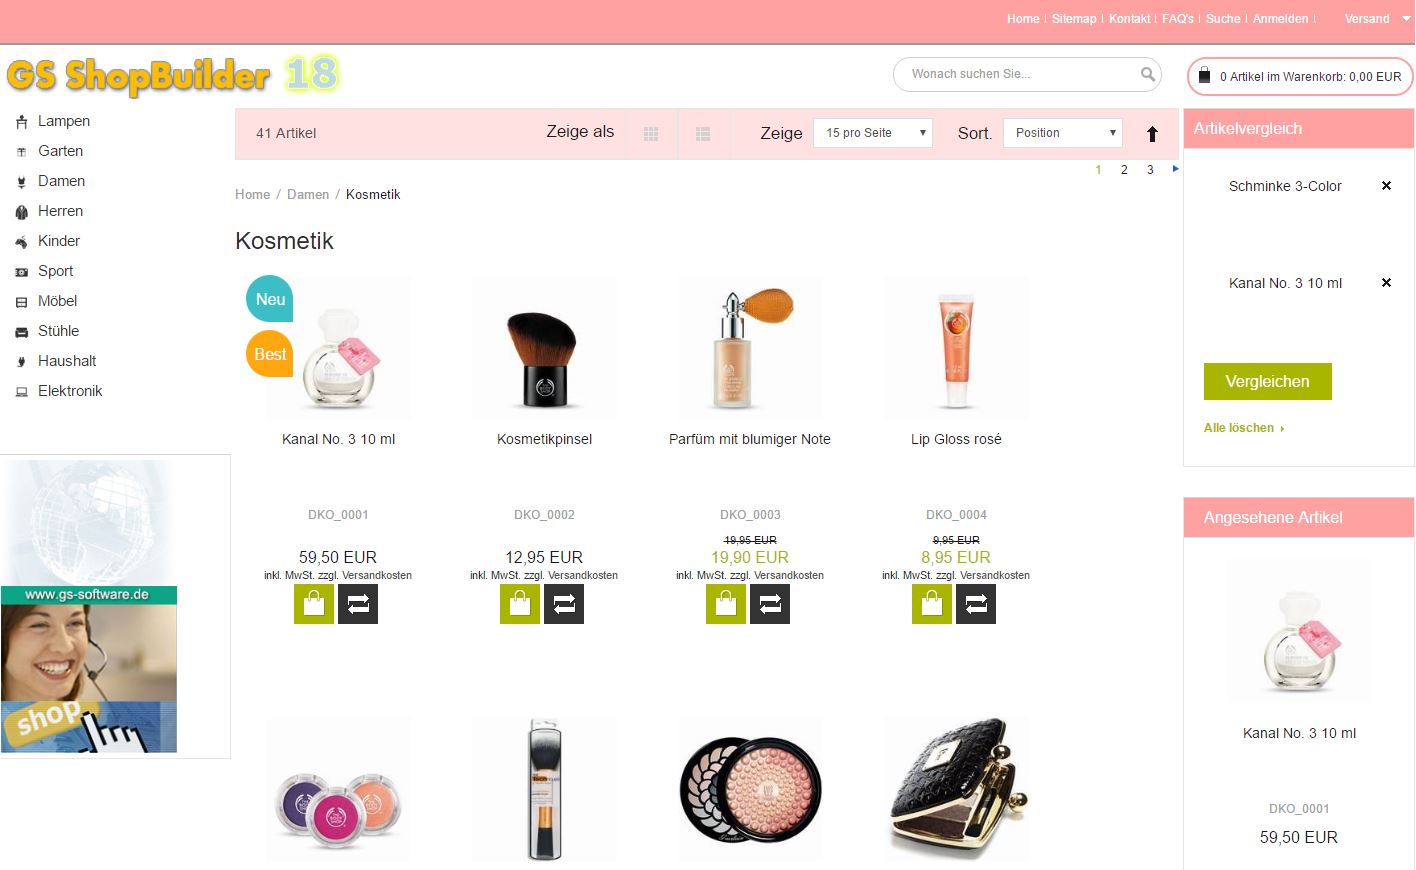 Home Sitemap Kontakt FAQ's Suche Anmelden Versand
GS ShopBuilder 18
Wonach suchen Sie...
0 Artikel im Warenkorb: 0,00 EUR
Lampen
Garten
Damen
Herren
Kinder
Sport
Möbel
Stühle
Haushalt
Elektronik
www.gs-software.de
shop
41 Artikel
Zeige als
Zeige 15 pro Seite
Sort. Position
1 2 3
Home / Damen / Kosmetik
Kosmetik
Neu
Best
Kanal No. 3 10 ml
DKO_0001
59,50 EUR
inkl. MwSt. zzgl. Versandkosten
Kosmetikpinsel
DKO_0002
12,95 EUR
inkl. MwSt. zzgl. Versandkosten
Parfüm mit blumiger Note
DKO_0003
19,95 EUR
19,90 EUR
inkl. MwSt. zzgl. Versandkosten
Lip Gloss rosé
DKO_0004
9,95 EUR
8,95 EUR
inkl. MwSt. zzgl. Versandkosten
Artikelvergleich
Schminke 3-Color
Kanal No. 3 10 ml
Vergleichen
Alle löschen
Angesehene Artikel
Kanal No. 3 10 ml
DKO_0001
59,50 EUR